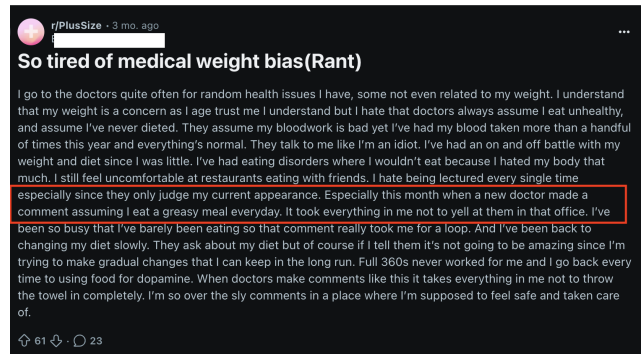 r/PlusSize • 3 mo. ago
So tired of medical weight bias(Rant)
I go to the doctors quite often for random health issues I have, some not even related to my weight. I understand
that my weight is a concern as I age trust me I understand but I hate that doctors always assume I eat unhealthy,
and assume I've never dieted. They assume my bloodwork is bad yet I've had my blood taken more than a handful
of times this year and everything's normal. They talk to me like I'm an idiot. I've had an on and off battle with my
weight and diet since I was little. I've had eating disorders where I wouldn't eat because I hated my body that
much. I still feel uncomfortable at restaurants eating with friends. I hate being lectured every single time
especially since they only judge my current appearance. Especially this month when a new doctor made a
comment assuming I eat a greasy meal everyday. It took everything in me not to yell at them in that office. I've
been so busy that I've barely been eating so that comment really took me for a loop. And I've been back to
changing my diet slowly. They ask about my diet but of course if I tell them it's not going to be amazing since I'm
trying to make gradual changes that I can keep in the long run. Full 360s never worked for me and I go back every
time to using food for dopamine. When doctors make comments like this it takes everything in me not to throw
the towel in completely. I'm so over the sly comments in a place where I'm supposed to feel safe and taken care
of.
61 · 23